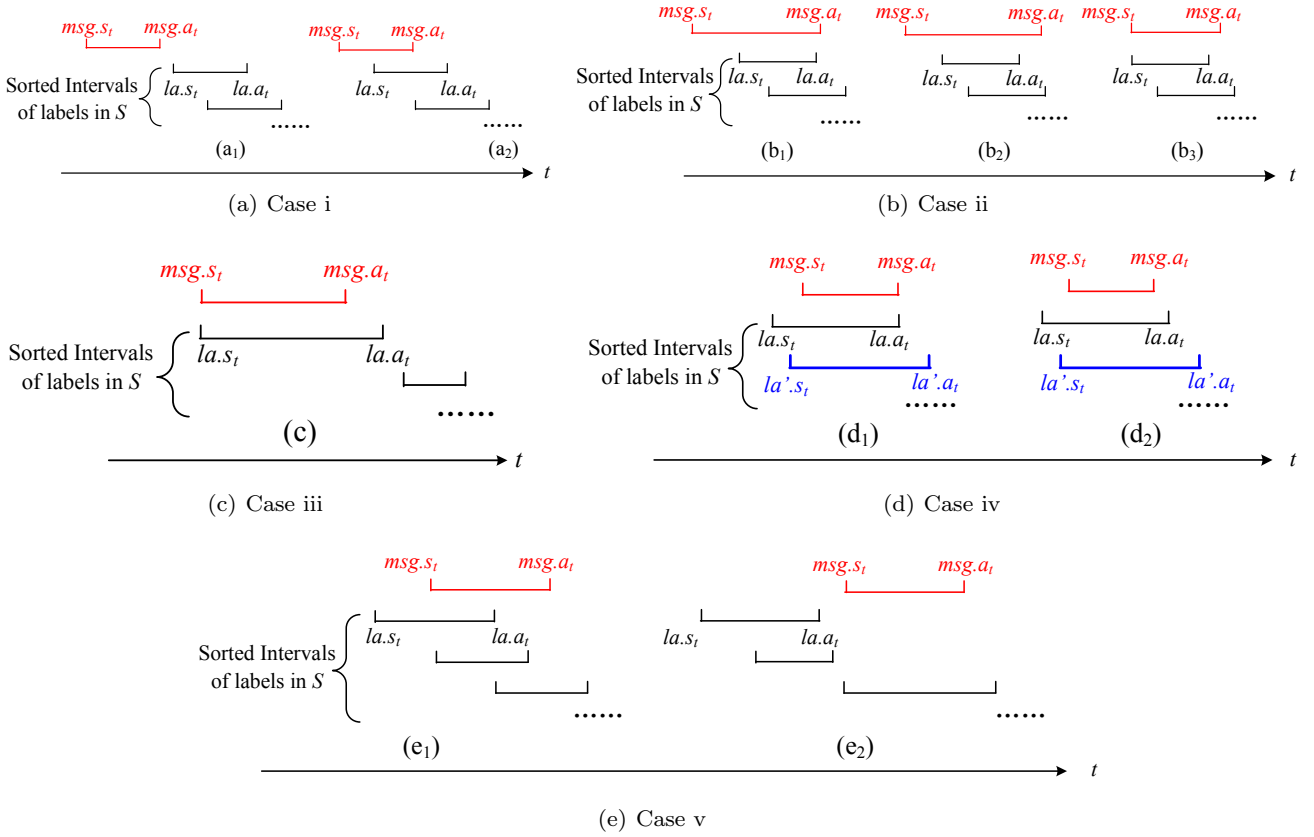 msg.sₜ msg.aₜ msg.sₜ msg.aₜ
Sorted Intervals
of labels in S
la.sₜ la.aₜ la.sₜ la.aₜ
...... ......
(a₁) (a₂)
t
(a) Case i
msg.sₜ msg.aₜ msg.sₜ msg.aₜ msg.sₜ msg.aₜ
Sorted Intervals
of labels in S
la.sₜ la.aₜ la.sₜ la.aₜ la.sₜ la.aₜ
...... ...... ......
(b₁) (b₂) (b₃)
t
(b) Case ii
msg.sₜ msg.aₜ
Sorted Intervals
of labels in S
la.sₜ la.aₜ
......
(c)
t
(c) Case iii
msg.sₜ msg.aₜ msg.sₜ msg.aₜ
Sorted Intervals
of labels in S
la.sₜ la.aₜ la.sₜ la.aₜ
la'.sₜ la'.aₜ la'.sₜ la'.aₜ
...... ......
(d₁) (d₂)
t
(d) Case iv
msg.sₜ msg.aₜ msg.sₜ msg.aₜ
Sorted Intervals
of labels in S
la.sₜ la.aₜ la.sₜ la.aₜ
...... ......
(e₁) (e₂)
t
(e) Case v